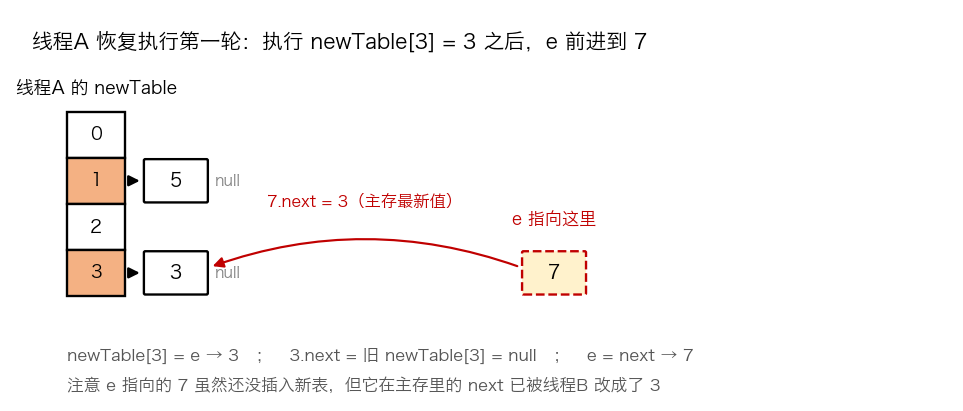 线程A 恢复执行第一轮：执行 newTable[3] = 3 之后，e 前进到 7
线程A 的 newTable
0
1
5
null
7.next = 3（主存最新值）
e 指向这里
2
3
3
null
7
newTable[3] = e → 3 ； 3.next = 旧 newTable[3] = null ； e = next → 7
注意 e 指向的 7 虽然还没插入新表，但它在主存里的 next 已被线程B 改成了 3